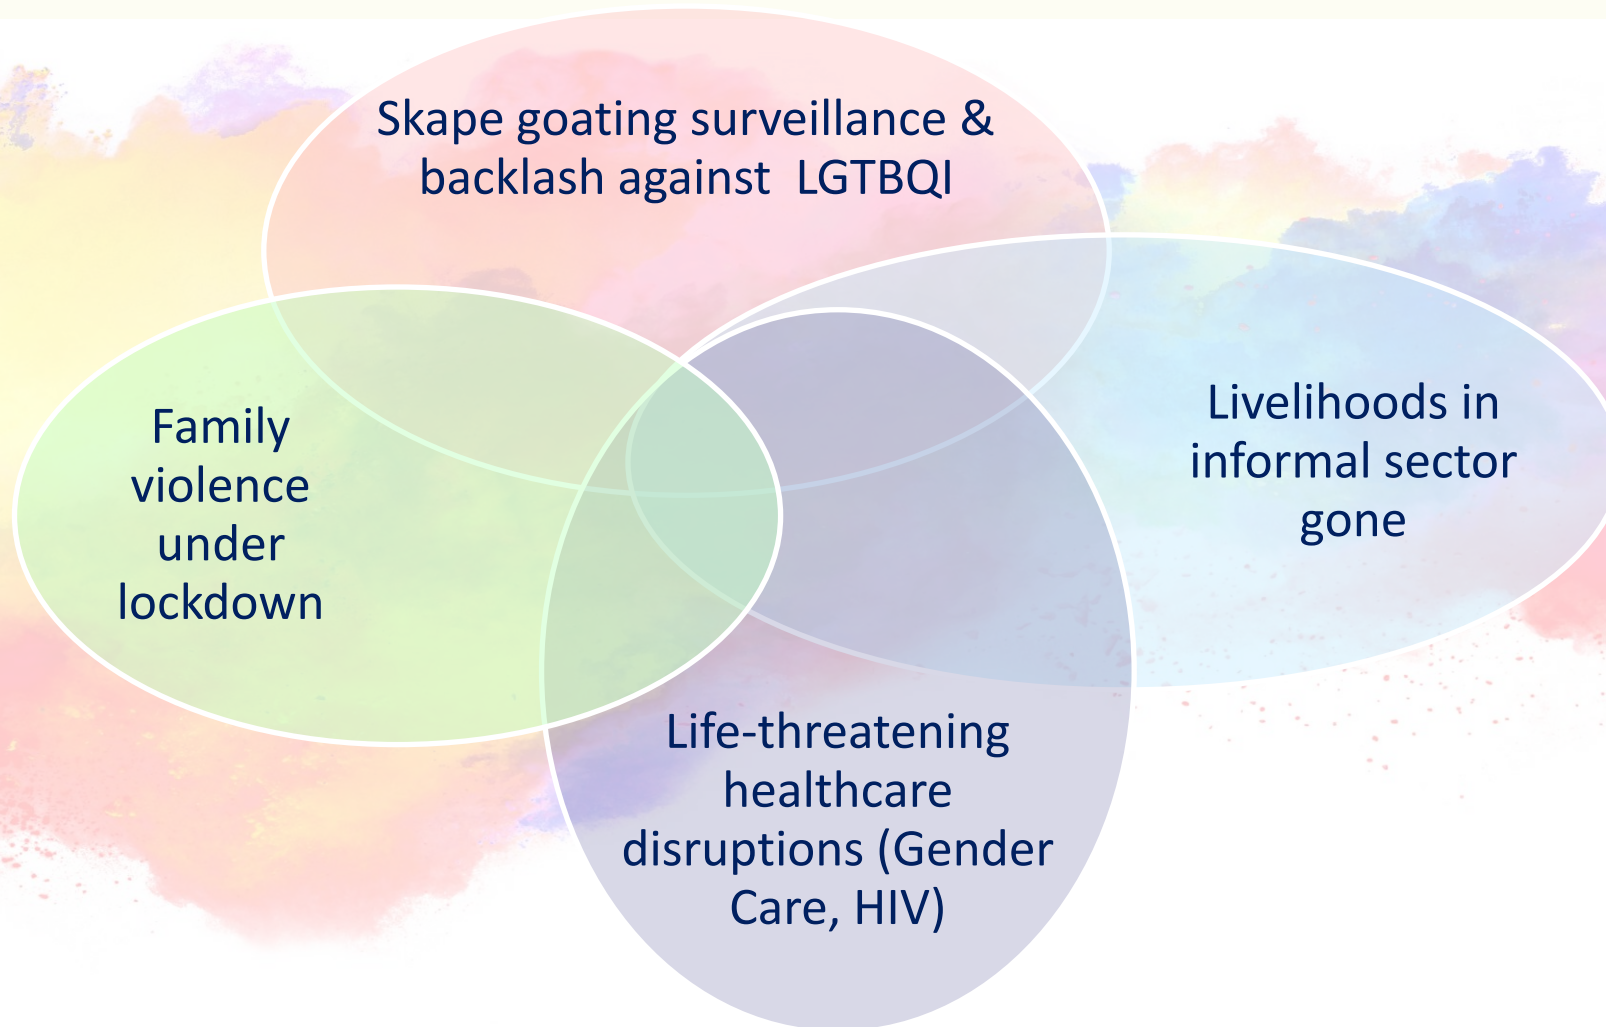 Skape goating surveillance &
backlash against  LGTBQI
Family
violence
under
lockdown
Livelihoods in
informal sector
gone
Life-threatening
healthcare
disruptions (Gender
Care, HIV)